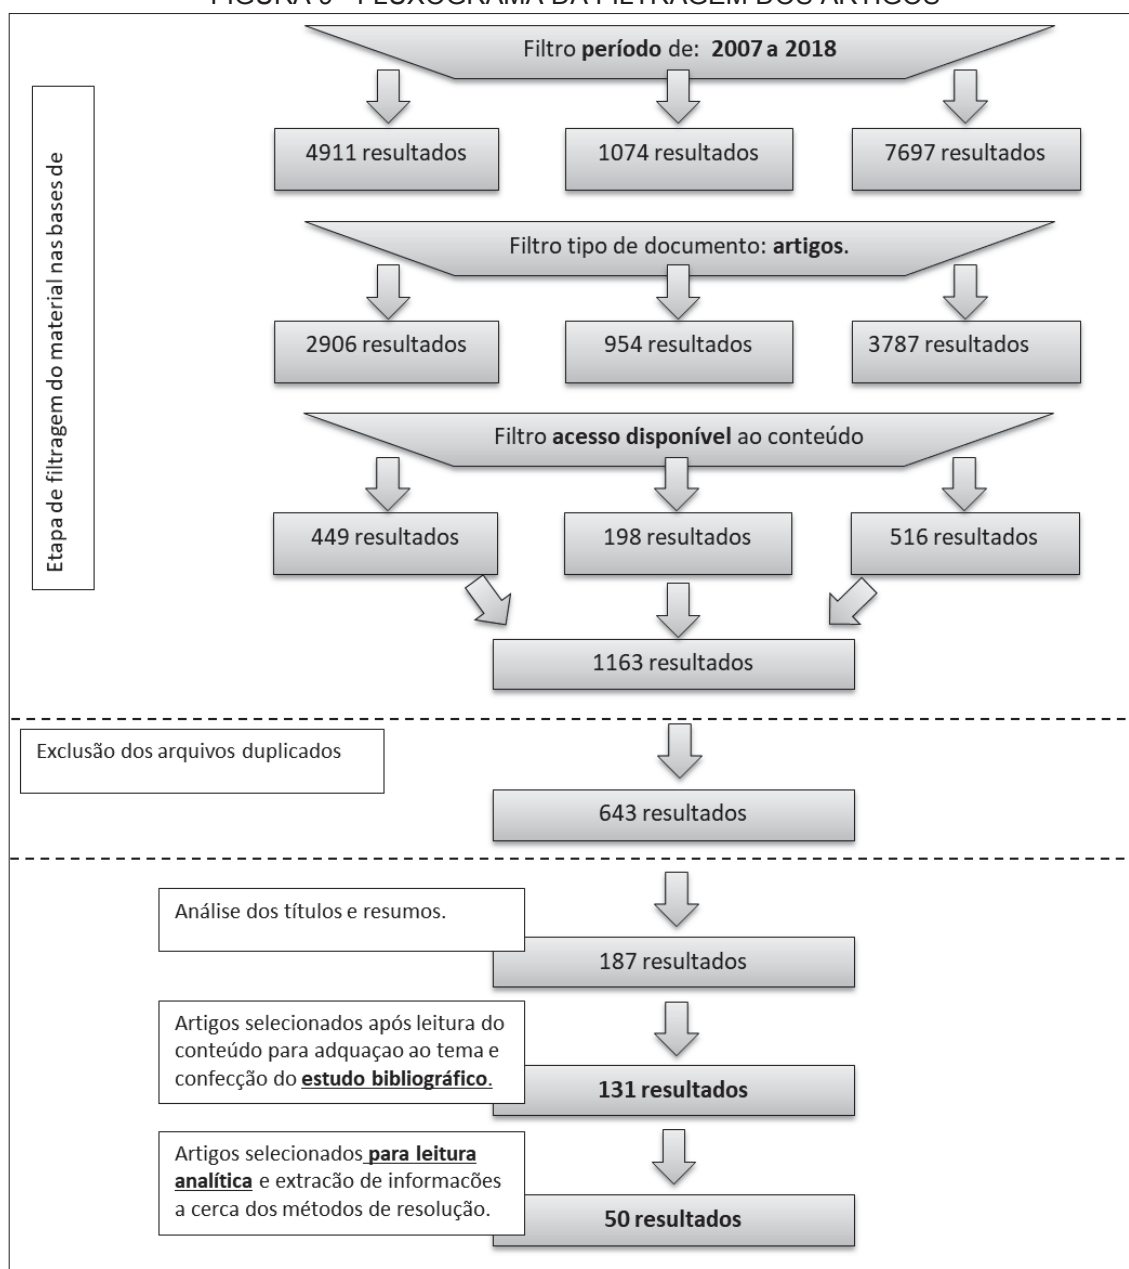 Filtro período de: 2007 a 2018
4911 resultados
1074 resultados
7697 resultados
Etapa de filtragem do material nas bases de
Filtro tipo de documento: artigos.
2906 resultados
954 resultados
3787 resultados
Filtro acesso disponível ao conteúdo
449 resultados
198 resultados
516 resultados
1163 resultados
Exclusão dos arquivos duplicados
643 resultados
Análise dos títulos e resumos.
187 resultados
Artigos selecionados após leitura do
conteúdo para adquaçao ao tema e
confecção do estudo bibliográfico.
131 resultados
Artigos selecionados para leitura
analítica e extracão de informacões
a cerca dos métodos de resolução.
50 resultados